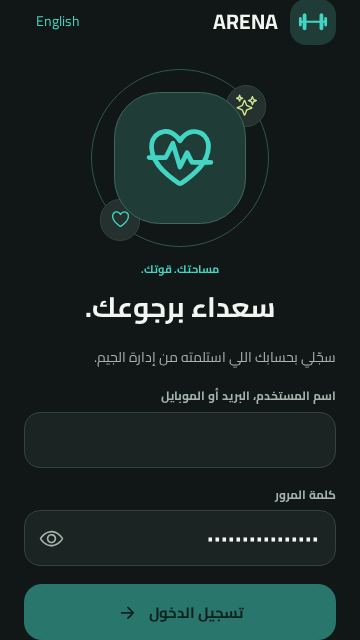 ARENA
English
مساحتك. قوتك.
سعداء برجوعك.
سجّلي بحسابك اللي استلمته من إدارة الجيم.
اسم المستخدم، البريد أو الموبايل
كلمة المرور
تسجيل الدخول